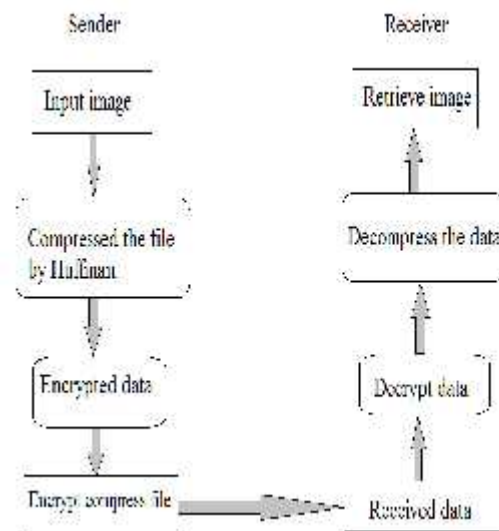 Sender
Input image
Compressed the file
by Huffman
Encrypted data
Encrypt compress file
Receiver
Retrieve image
Decompress the data
Decrypt data
Received data